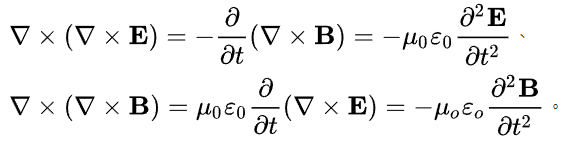 ∇ × (∇ × 𝐄) = −∂/∂t (∇ × 𝐁) = −μ₀ε₀ ∂²𝐄/∂t² 、
∇ × (∇ × 𝐁) = μ₀ε₀ ∂/∂t (∇ × 𝐄) = −μₒεₒ ∂²𝐁/∂t² 。